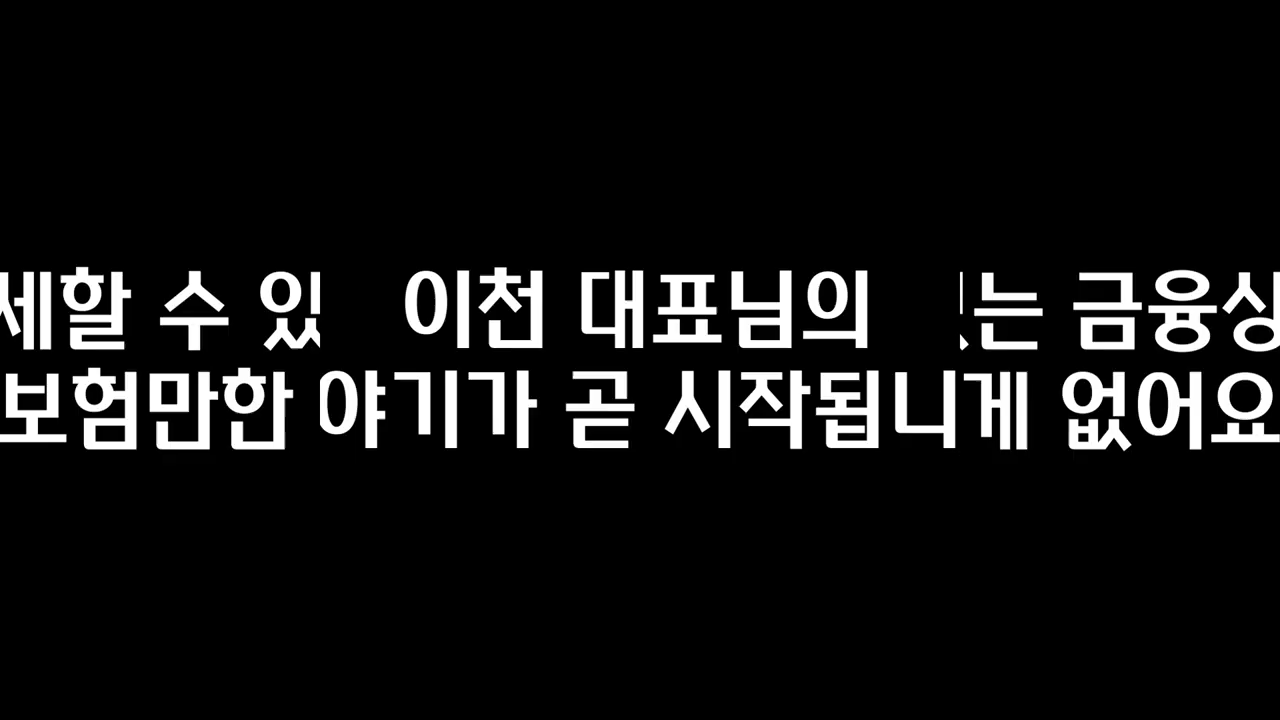 세할 수 있 이천 대표님의 는 금융상
보험만한 야기가 곧 시작됩니게 없어요